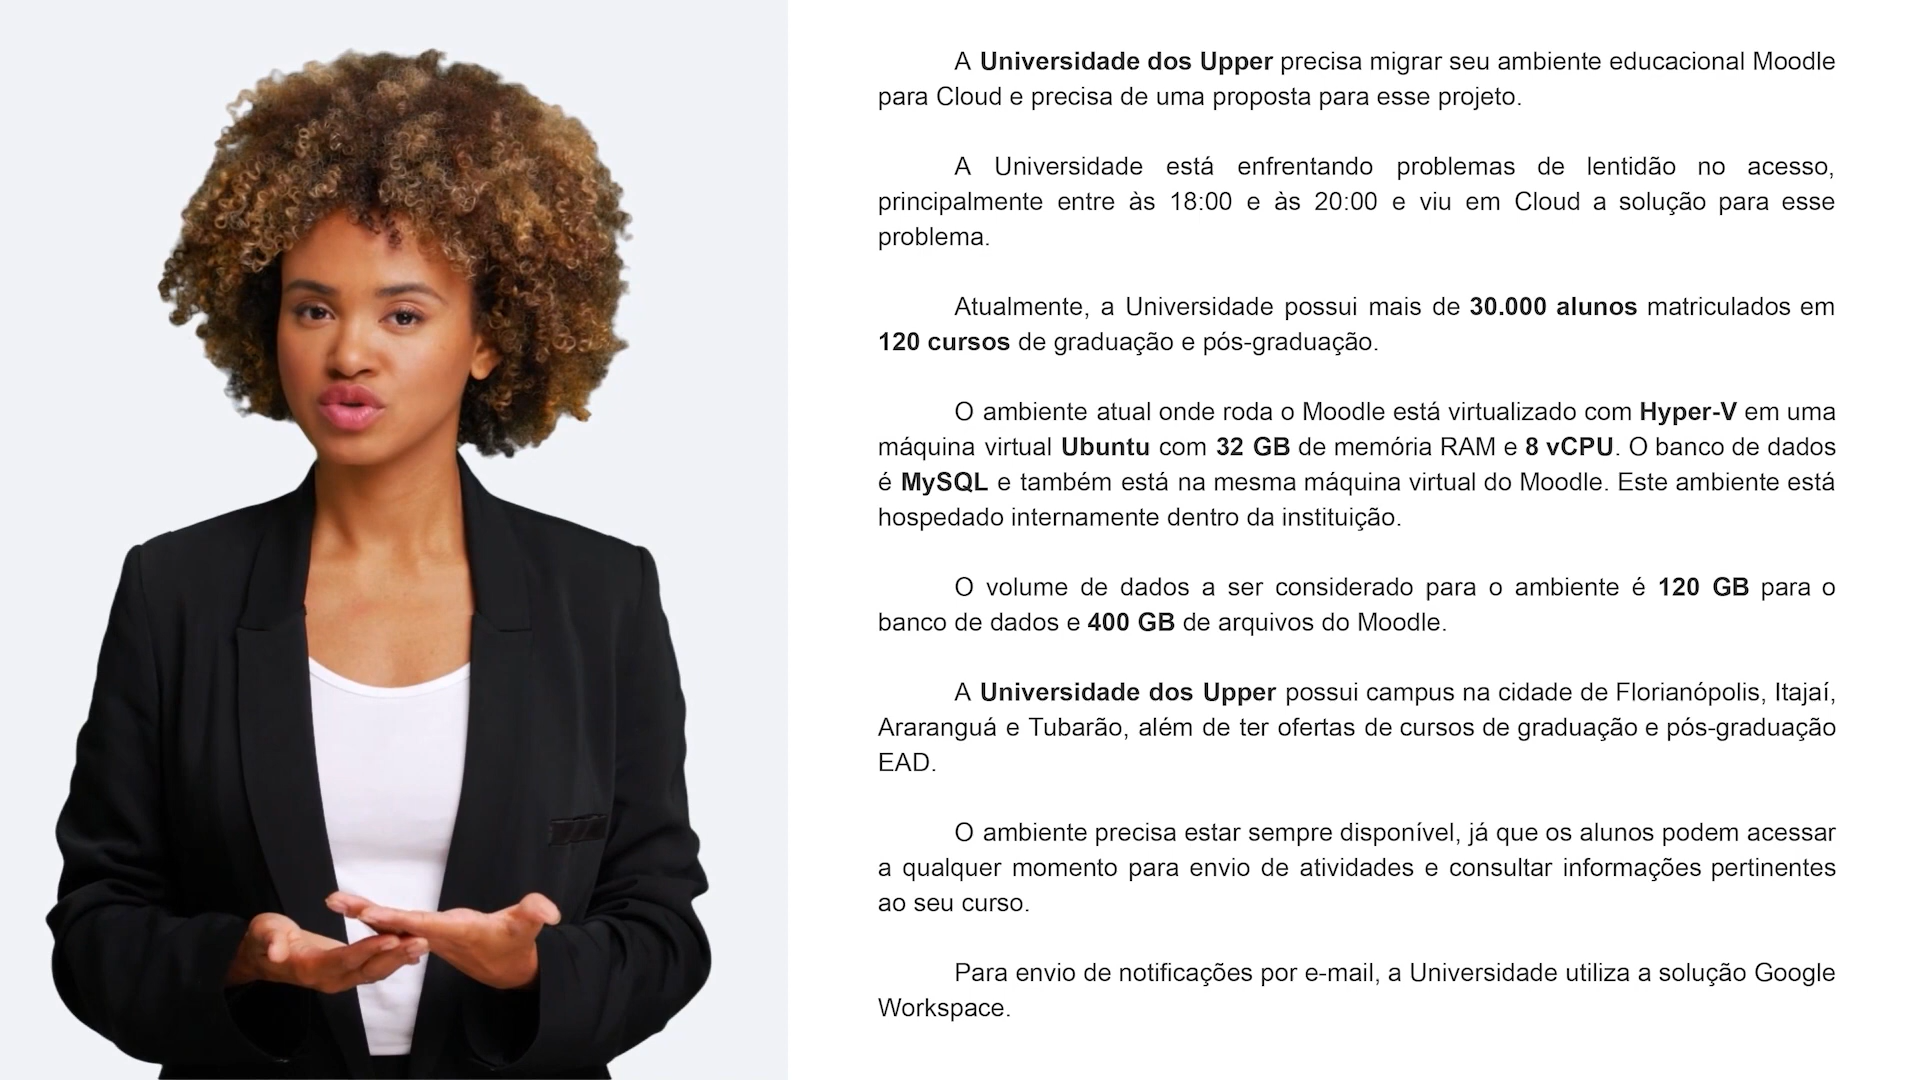 A Universidade dos Upper precisa migrar seu ambiente educacional Moodle
para Cloud e precisa de uma proposta para esse projeto.
A Universidade está enfrentando problemas de lentidão no acesso,
principalmente entre às 18:00 e às 20:00 e viu em Cloud a solução para esse
problema.
Atualmente, a Universidade possui mais de 30.000 alunos matriculados em
120 cursos de graduação e pós-graduação.
O ambiente atual onde roda o Moodle está virtualizado com Hyper-V em uma
máquina virtual Ubuntu com 32 GB de memória RAM e 8 vCPU. O banco de dados
é MySQL e também está na mesma máquina virtual do Moodle. Este ambiente está
hospedado internamente dentro da instituição.
O volume de dados a ser considerado para o ambiente é 120 GB para o
banco de dados e 400 GB de arquivos do Moodle.
A Universidade dos Upper possui campus na cidade de Florianópolis, Itajaí,
Araranguá e Tubarão, além de ter ofertas de cursos de graduação e pós-graduação
EAD.
O ambiente precisa estar sempre disponível, já que os alunos podem acessar
a qualquer momento para envio de atividades e consultar informações pertinentes
ao seu curso.
Para envio de notificações por e-mail, a Universidade utiliza a solução Google
Workspace.